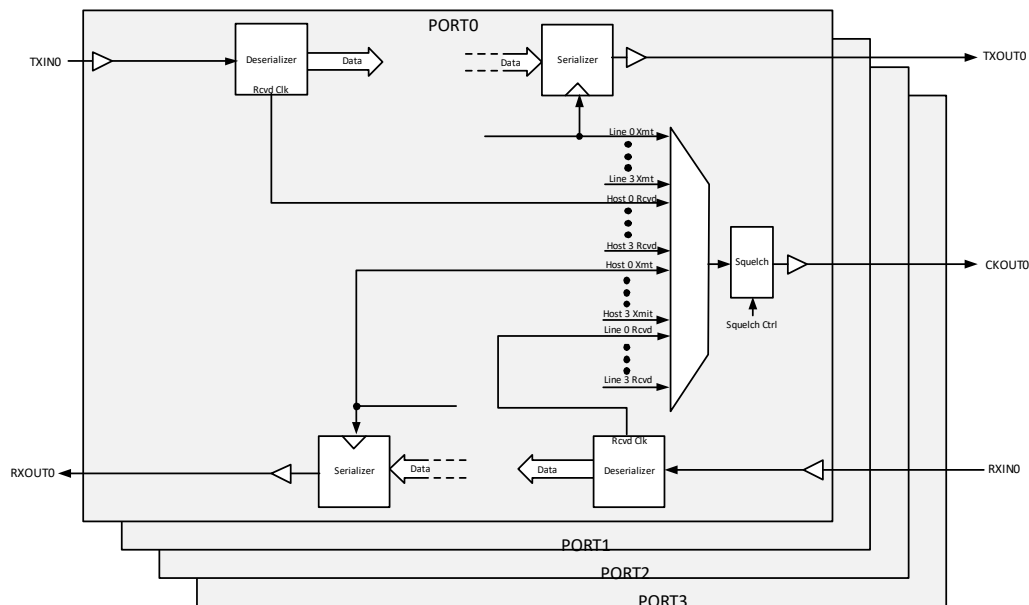 PORT0
TXIN0
Deserializer
Data
Data
Serializer
TXOUT0
Rcvd Clk
Line 0 Xmt
Line 3 Xmt
Host 0 Rcvd
Host 3 Rcvd
Squelch
CKOUT0
Host 0 Xmt
Host 3 Xmit
Squelch Ctrl
Line 0 Rcvd
Line 3 Rcvd
Rcvd Clk
RXOUT0
Serializer
Data
Data
Deserializer
RXIN0
PORT1
PORT2
PORT3